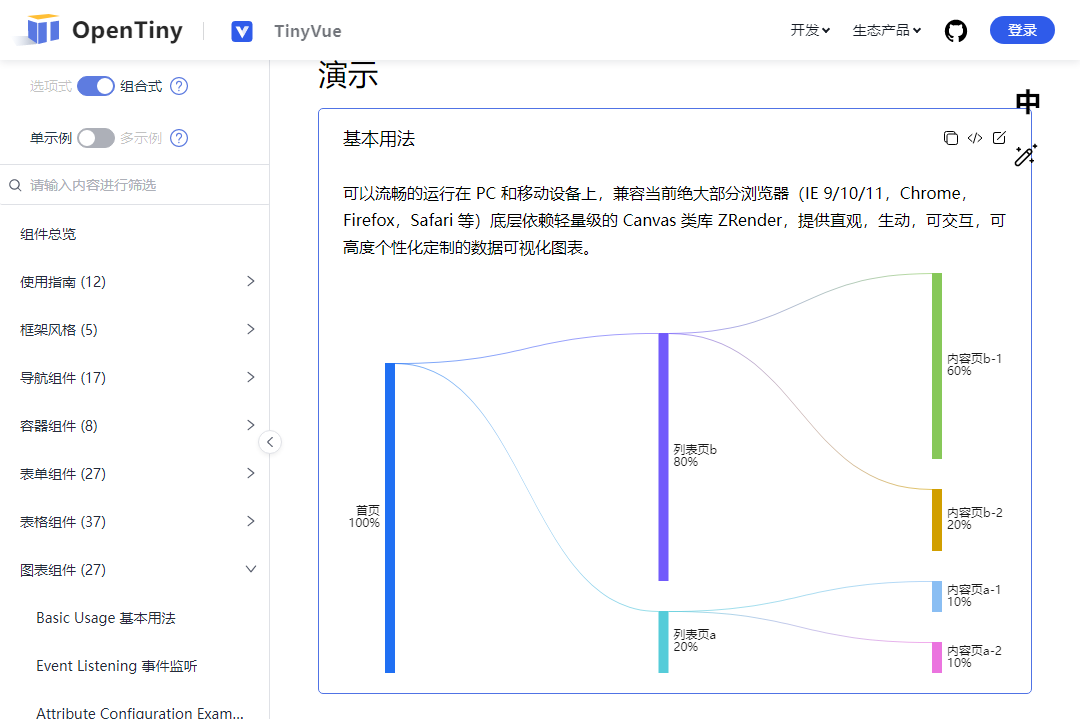 OpenTiny
TinyVue
开发
生态产品
登录
选项式
组合式
单示例
多示例
请输入内容进行筛选
组件总览
使用指南 (12)
框架风格 (5)
导航组件 (17)
容器组件 (8)
表单组件 (27)
表格组件 (37)
图表组件 (27)
Basic Usage 基本用法
Event Listening 事件监听
Attribute Configuration Exam...
演示
中
基本用法
可以流畅的运行在 PC 和移动设备上，兼容当前绝大部分浏览器（IE 9/10/11，Chrome，
Firefox，Safari 等）底层依赖轻量级的 Canvas 类库 ZRender，提供直观，生动，可交互，可
高度个性化定制的数据可视化图表。
首页
100%
列表页b
80%
列表页a
20%
内容页b-1
60%
内容页b-2
20%
内容页a-1
10%
内容页a-2
10%